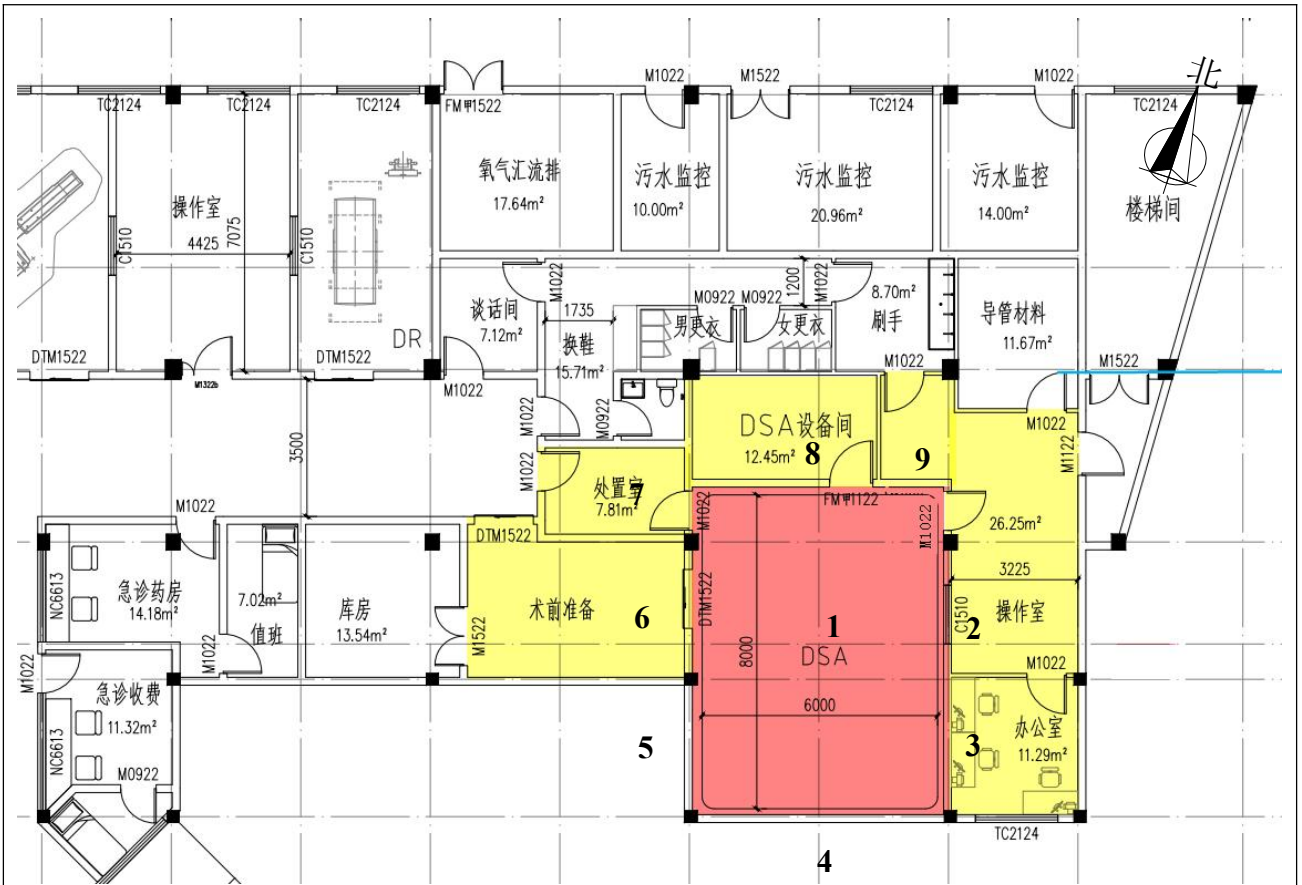 北
M1022
M1522
M1022
TC2124
TC2124
TC2124
FM甲1522
TC2124
TC2124
氧气汇流排
17.64m²
污水监控
10.00m²
污水监控
20.96m²
污水监控
14.00m²
楼梯间
操作室
4425
7075
C1510
C1510
DR
谈话间
7.12m²
M1022
1735
换鞋
15.71m²
M0922
M0922
1200
M1022
男更衣
女更衣
8.70m²
刷手
导管材料
11.67m²
DTM1522
M1322b
DTM1522
M1022
M1022
M1522
3500
M1022
M0922
DSA设备间
12.45m²
8
9
M1022
M1122
M1022
处置室
7
7.81m²
M1022
FM甲1122
M1022
26.25m²
M1022
DTM1522
3225
NC6613
急诊药房
14.18m²
7.02m²
值班
库房
13.54m²
术前准备
6
DTM1522
1
DSA
C1510
2
操作室
M1022
M1522
8000
M1022
M1022
急诊收费
11.32m²
6000
办公室
11.29m²
3
5
NC6613
M0922
TC2124
4